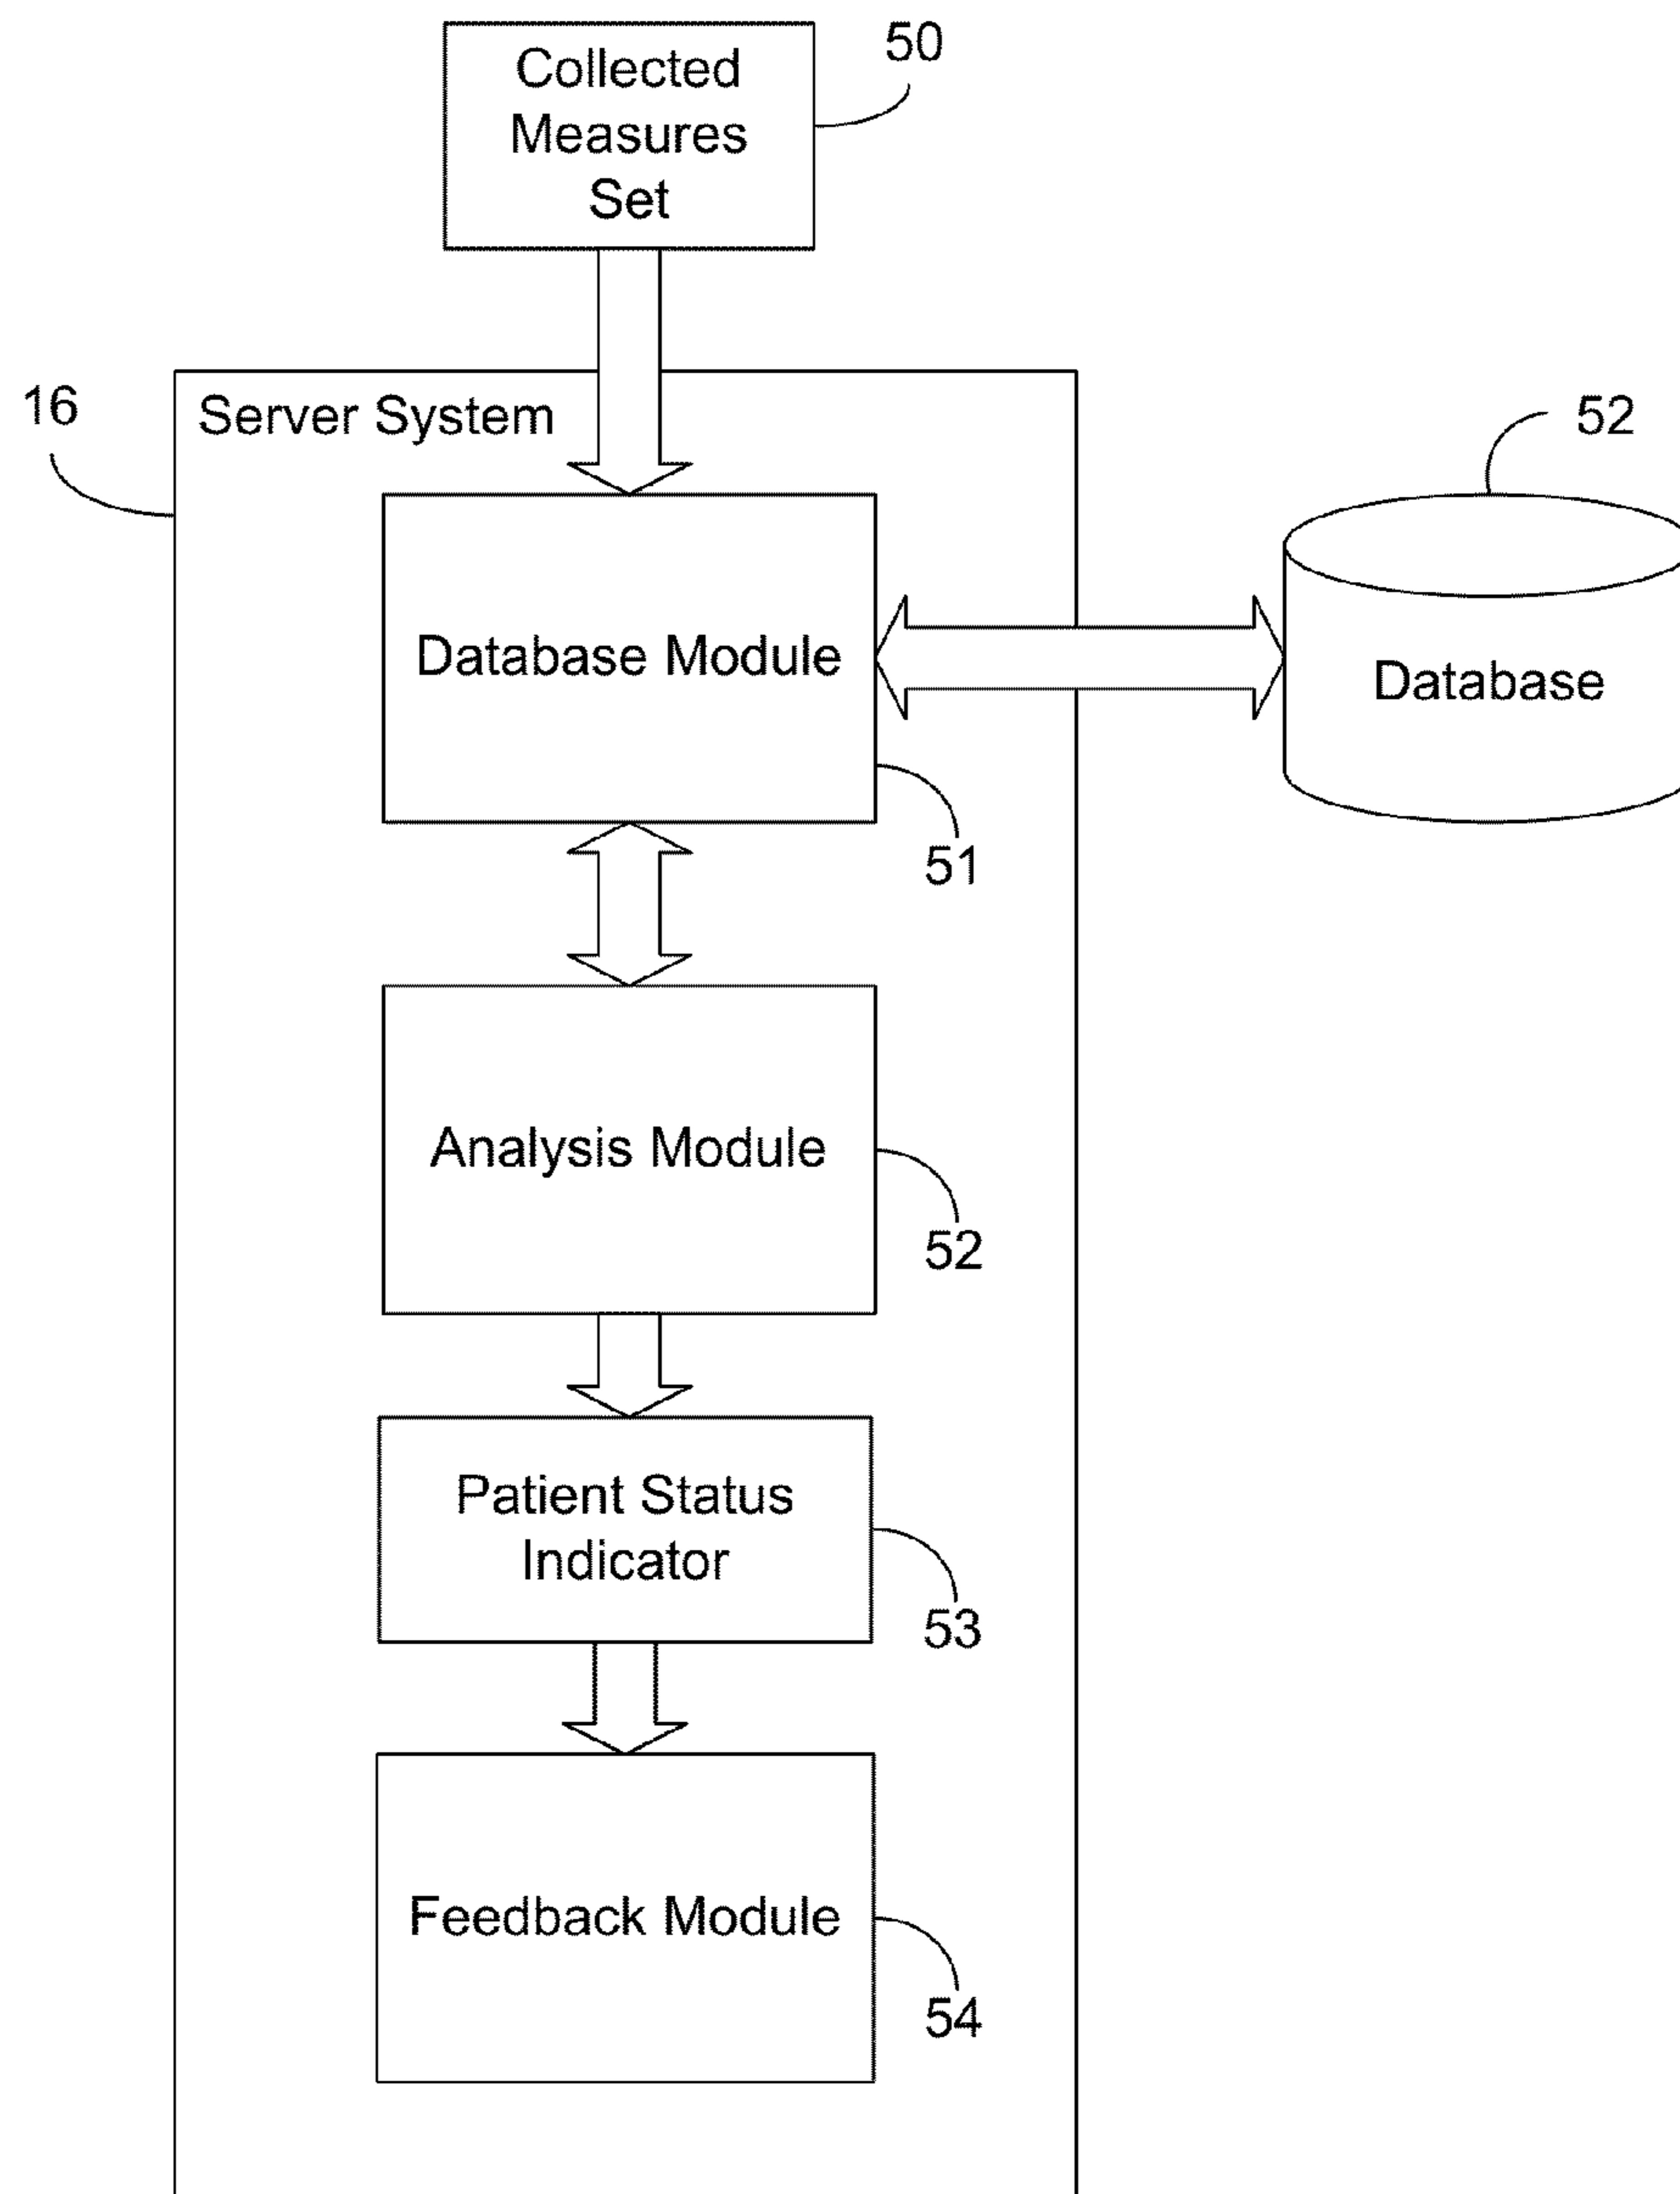 Collected
Measures
Set
50
16
Server System
52
Database Module
Database
51
Analysis Module
52
Patient Status
Indicator
53
Feedback Module
54